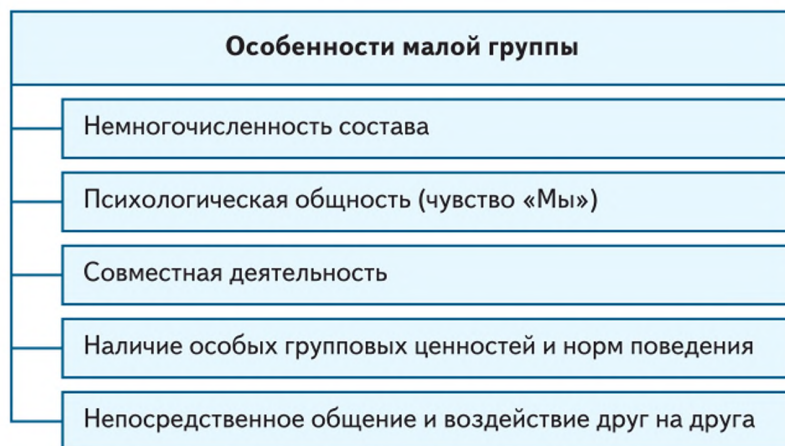 Особенности малой группы
Немногочисленность состава
Психологическая общность (чувство «Мы»)
Совместная деятельность
Наличие особых групповых ценностей и норм поведения
Непосредственное общение и воздействие друг на друга